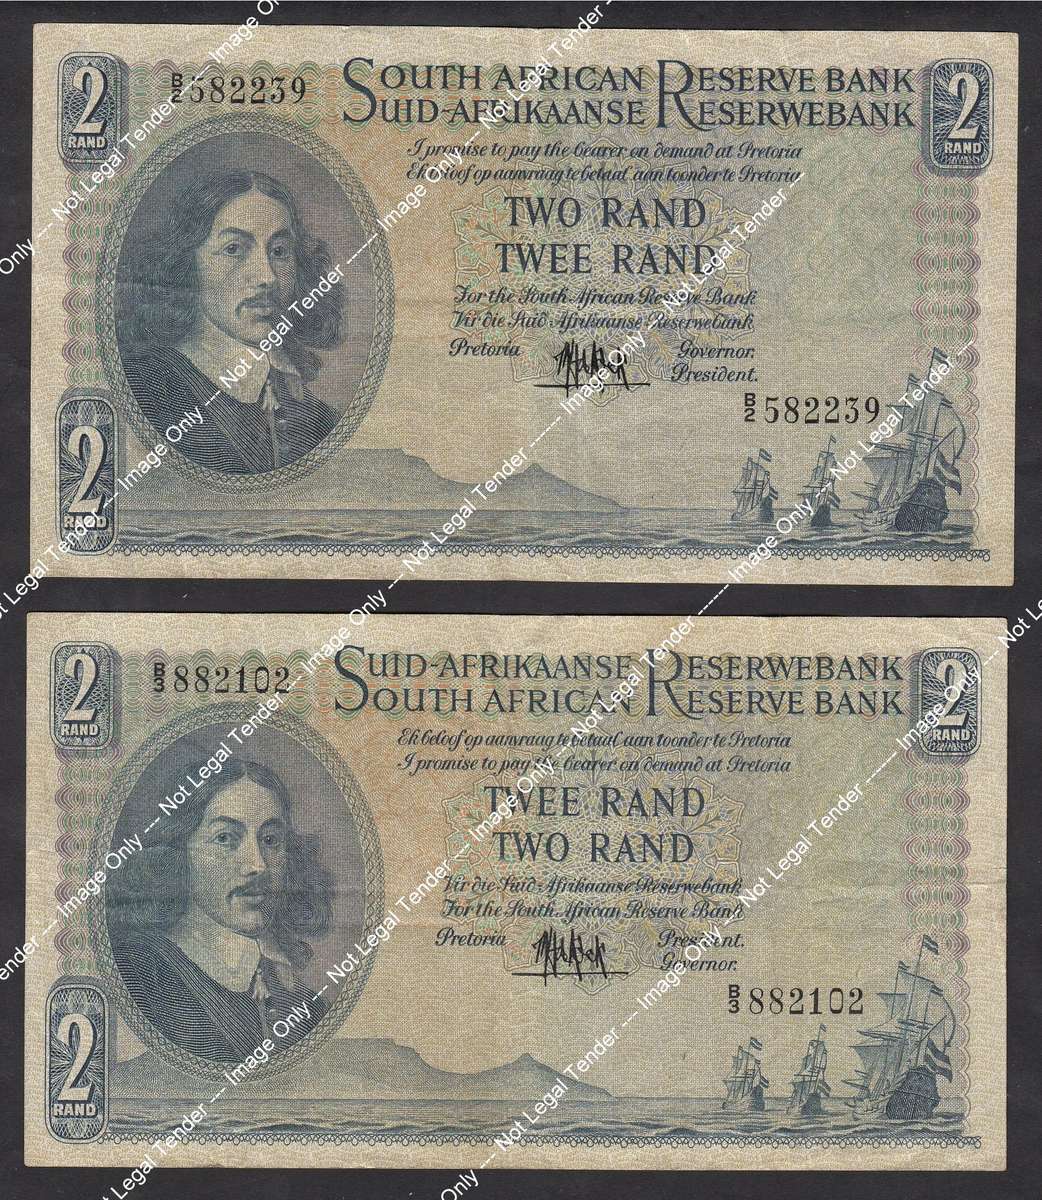 2
RAND
B/2 582239
SOUTH AFRICAN RESERVE BANK
SUID-AFRIKAANSE RESERWEBANK
2
RAND
I promise to pay the bearer on demand at Pretoria
Ek beloof op aanvraag te betaal aan toonder te Pretoria
TWO RAND
TWEE RAND
For the South African Reserve Bank
Vir die Suid-Afrikaanse Reserwebank
Pretoria
Governor.
President.
B/2 582239
2
RAND
2
RAND
B/3 882102
SUID-AFRIKAANSE RESERWEBANK
SOUTH AFRICAN RESERVE BANK
2
RAND
Ek beloof op aanvraag te betaal aan toonder te Pretoria
I promise to pay the bearer on demand at Pretoria
TWEE RAND
TWO RAND
Vir die Suid-Afrikaanse Reserwebank
For the South African Reserve Bank
Pretoria
President.
Governor.
B/3 882102
2
RAND
Image Only --- Not Legal Tender --- Image Only --- Not Legal Tender